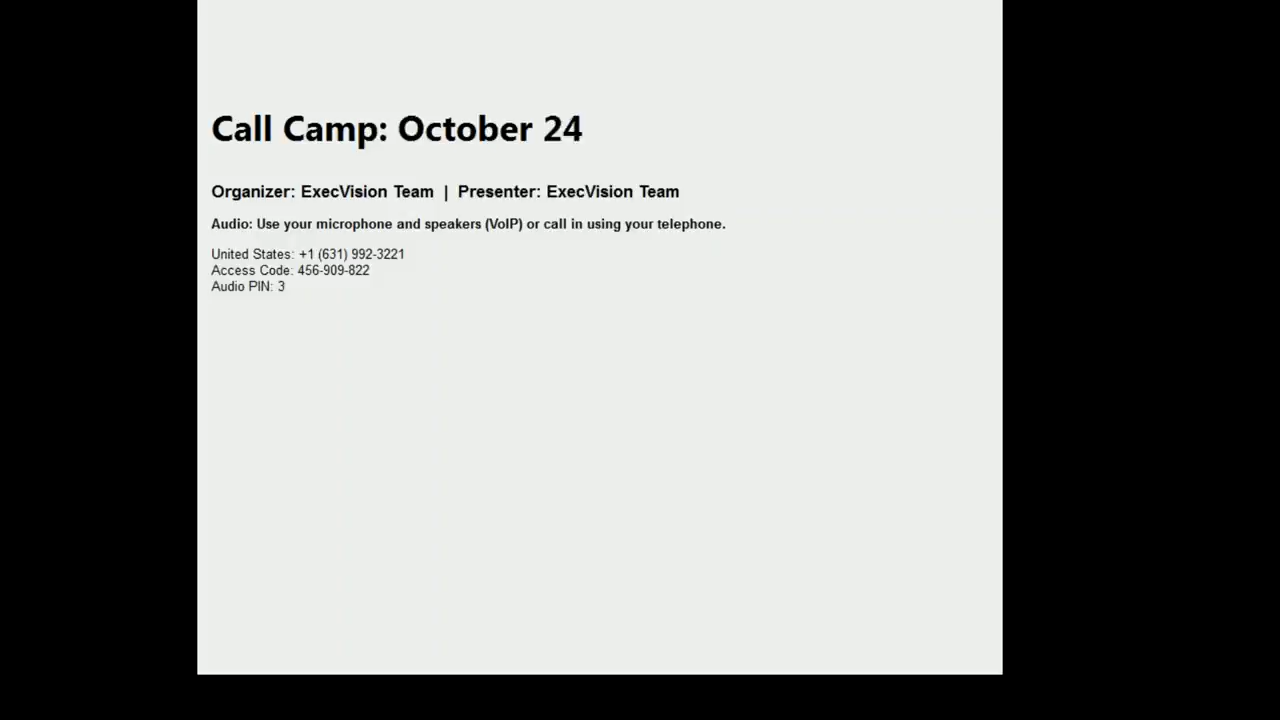 Call Camp: October 24
Organizer: ExecVision Team | Presenter: ExecVision Team
Audio: Use your microphone and speakers (VoIP) or call in using your telephone.
United States: +1 (631) 992-3221
Access Code: 456-909-822
Audio PIN: 3